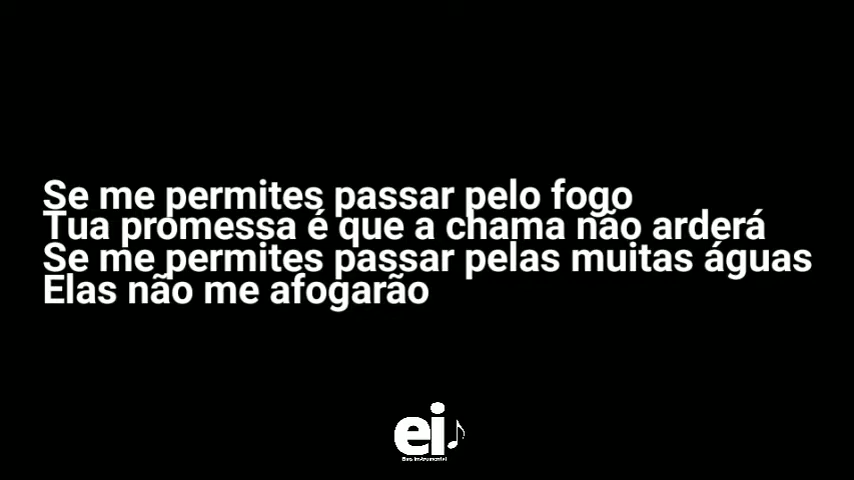 Se me permites passar pelo fogo
Tua promessa é que a chama não arderá
Se me permites passar pelas muitas águas
Elas não me afogarão
ei